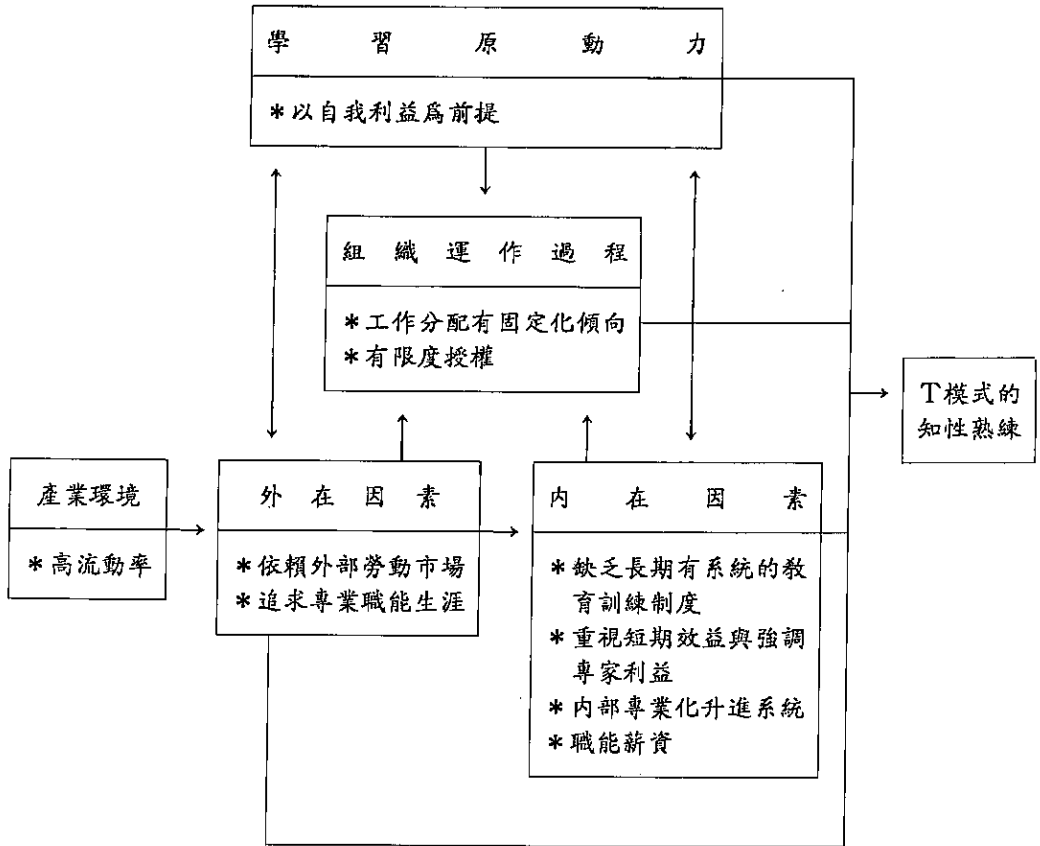 學習原動力
*以自我利益爲前提
組織運作過程
*工作分配有固定化傾向
*有限度授權
T模式的
知性熟練
產業環境
*高流動率
外在因素
*依賴外部勞動市場
*追求專業職能生涯
内在因素
*缺乏長期有系統的教
育訓練制度
*重視短期效益與強調
專家利益
*内部專業化升進系統
*職能薪資